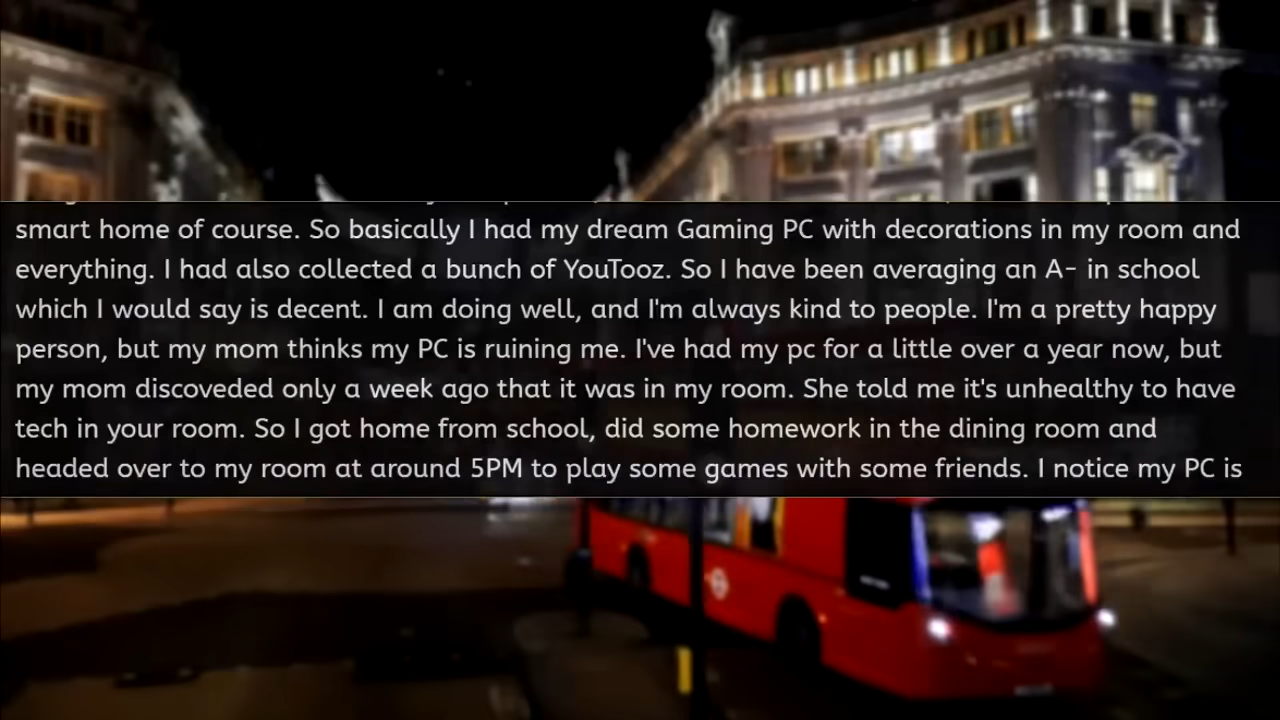 smart home of course. So basically I had my dream Gaming PC with decorations in my room and
everything. I had also collected a bunch of YouTooz. So I have been averaging an A- in school
which I would say is decent. I am doing well, and I'm always kind to people. I'm a pretty happy
person, but my mom thinks my PC is ruining me. I've had my pc for a little over a year now, but
my mom discoveded only a week ago that it was in my room. She told me it's unhealthy to have
tech in your room. So I got home from school, did some homework in the dining room and
headed over to my room at around 5PM to play some games with some friends. I notice my PC is